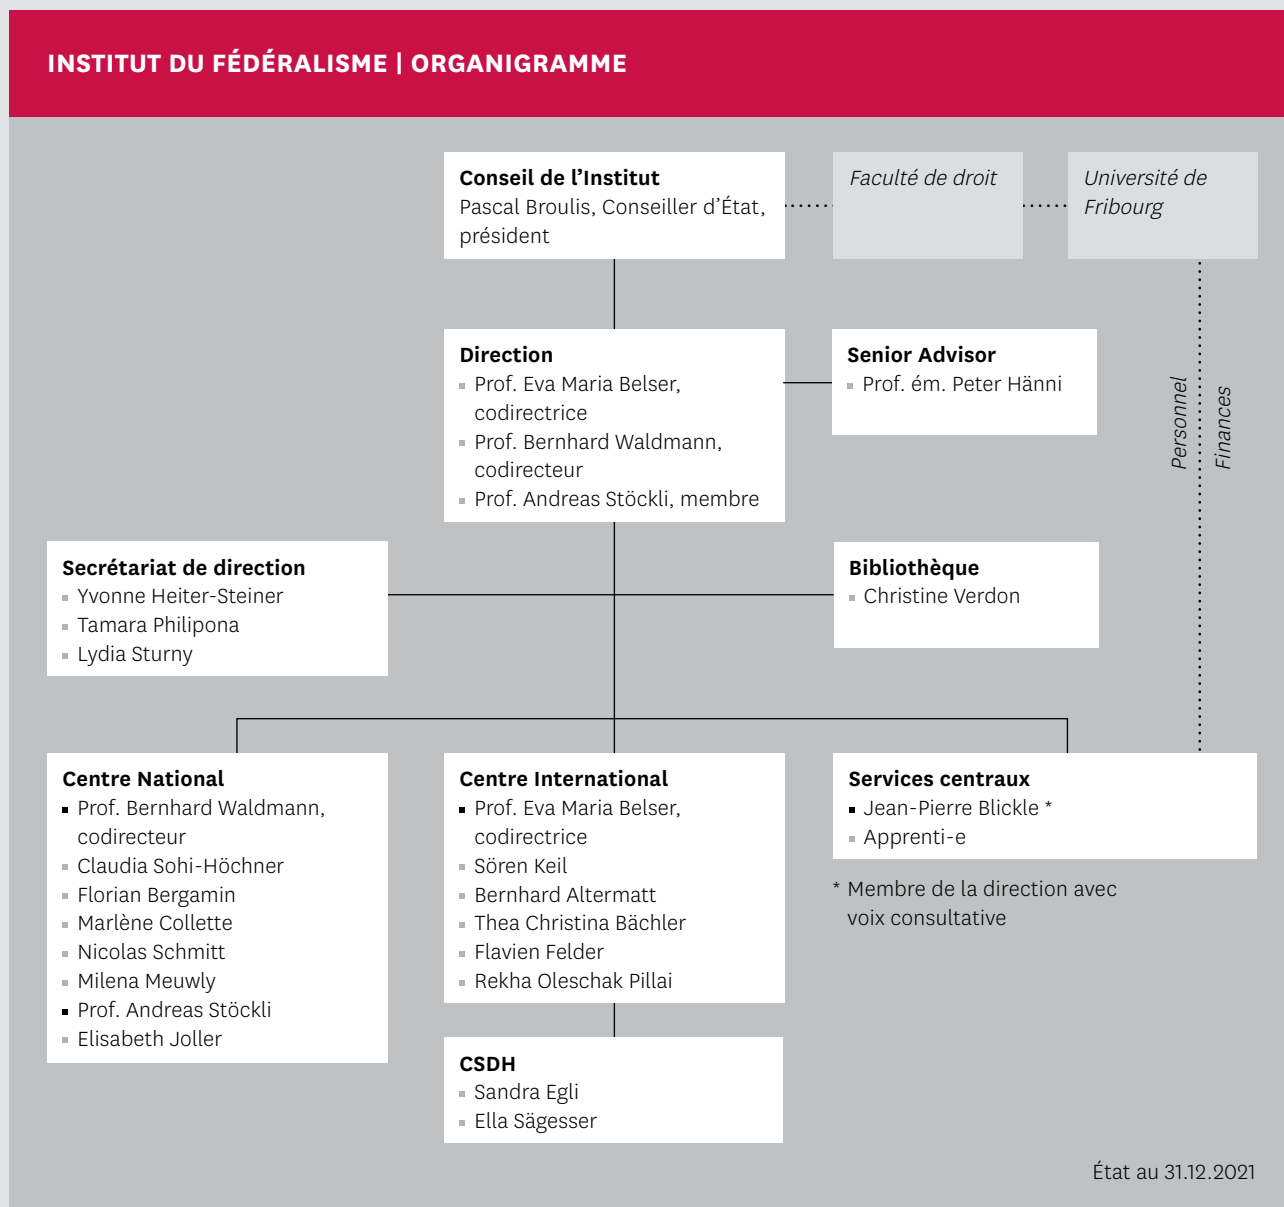 INSTITUT DU FÉDÉRALISME | ORGANIGRAMME
Conseil de l’Institut
Pascal Broulis, Conseiller d’État,
président
Faculté de droit
Université de
Fribourg
Direction
Prof. Eva Maria Belser,
codirectrice
Prof. Bernhard Waldmann,
codirecteur
Prof. Andreas Stöckli, membre
Senior Advisor
Prof. ém. Peter Hänni
Personnel
Finances
Secrétariat de direction
Yvonne Heiter-Steiner
Tamara Philipona
Lydia Sturny
Bibliothèque
Christine Verdon
Centre National
Prof. Bernhard Waldmann,
codirecteur
Claudia Sohi-Höchner
Florian Bergamin
Marlène Collette
Nicolas Schmitt
Milena Meuwly
Prof. Andreas Stöckli
Elisabeth Joller
Centre International
Prof. Eva Maria Belser,
codirectrice
Sören Keil
Bernhard Altermatt
Thea Christina Bächler
Flavien Felder
Rekha Oleschak Pillai
Services centraux
Jean-Pierre Blickle *
Apprenti-e
* Membre de la direction avec
voix consultative
CSDH
Sandra Egli
Ella Sägesser
État au 31.12.2021